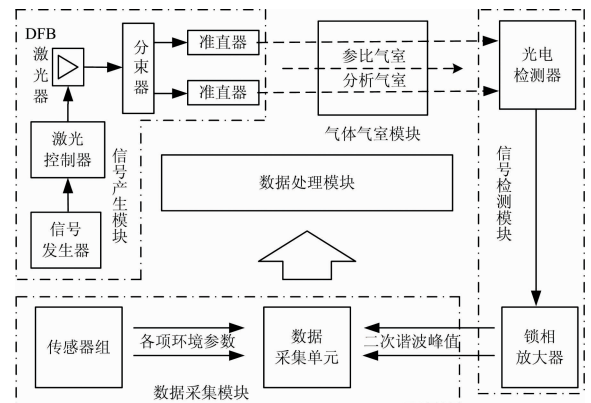 DFB
激光器
分束器
准直器
准直器
激光
控制器
信号
发生器
信号产生模块
参比气室
分析气室
气体气室模块
光电
检测器
信号检测模块
数据处理模块
传感器组
各项环境参数
数据
采集单元
二次谐波峰值
锁相
放大器
数据采集模块